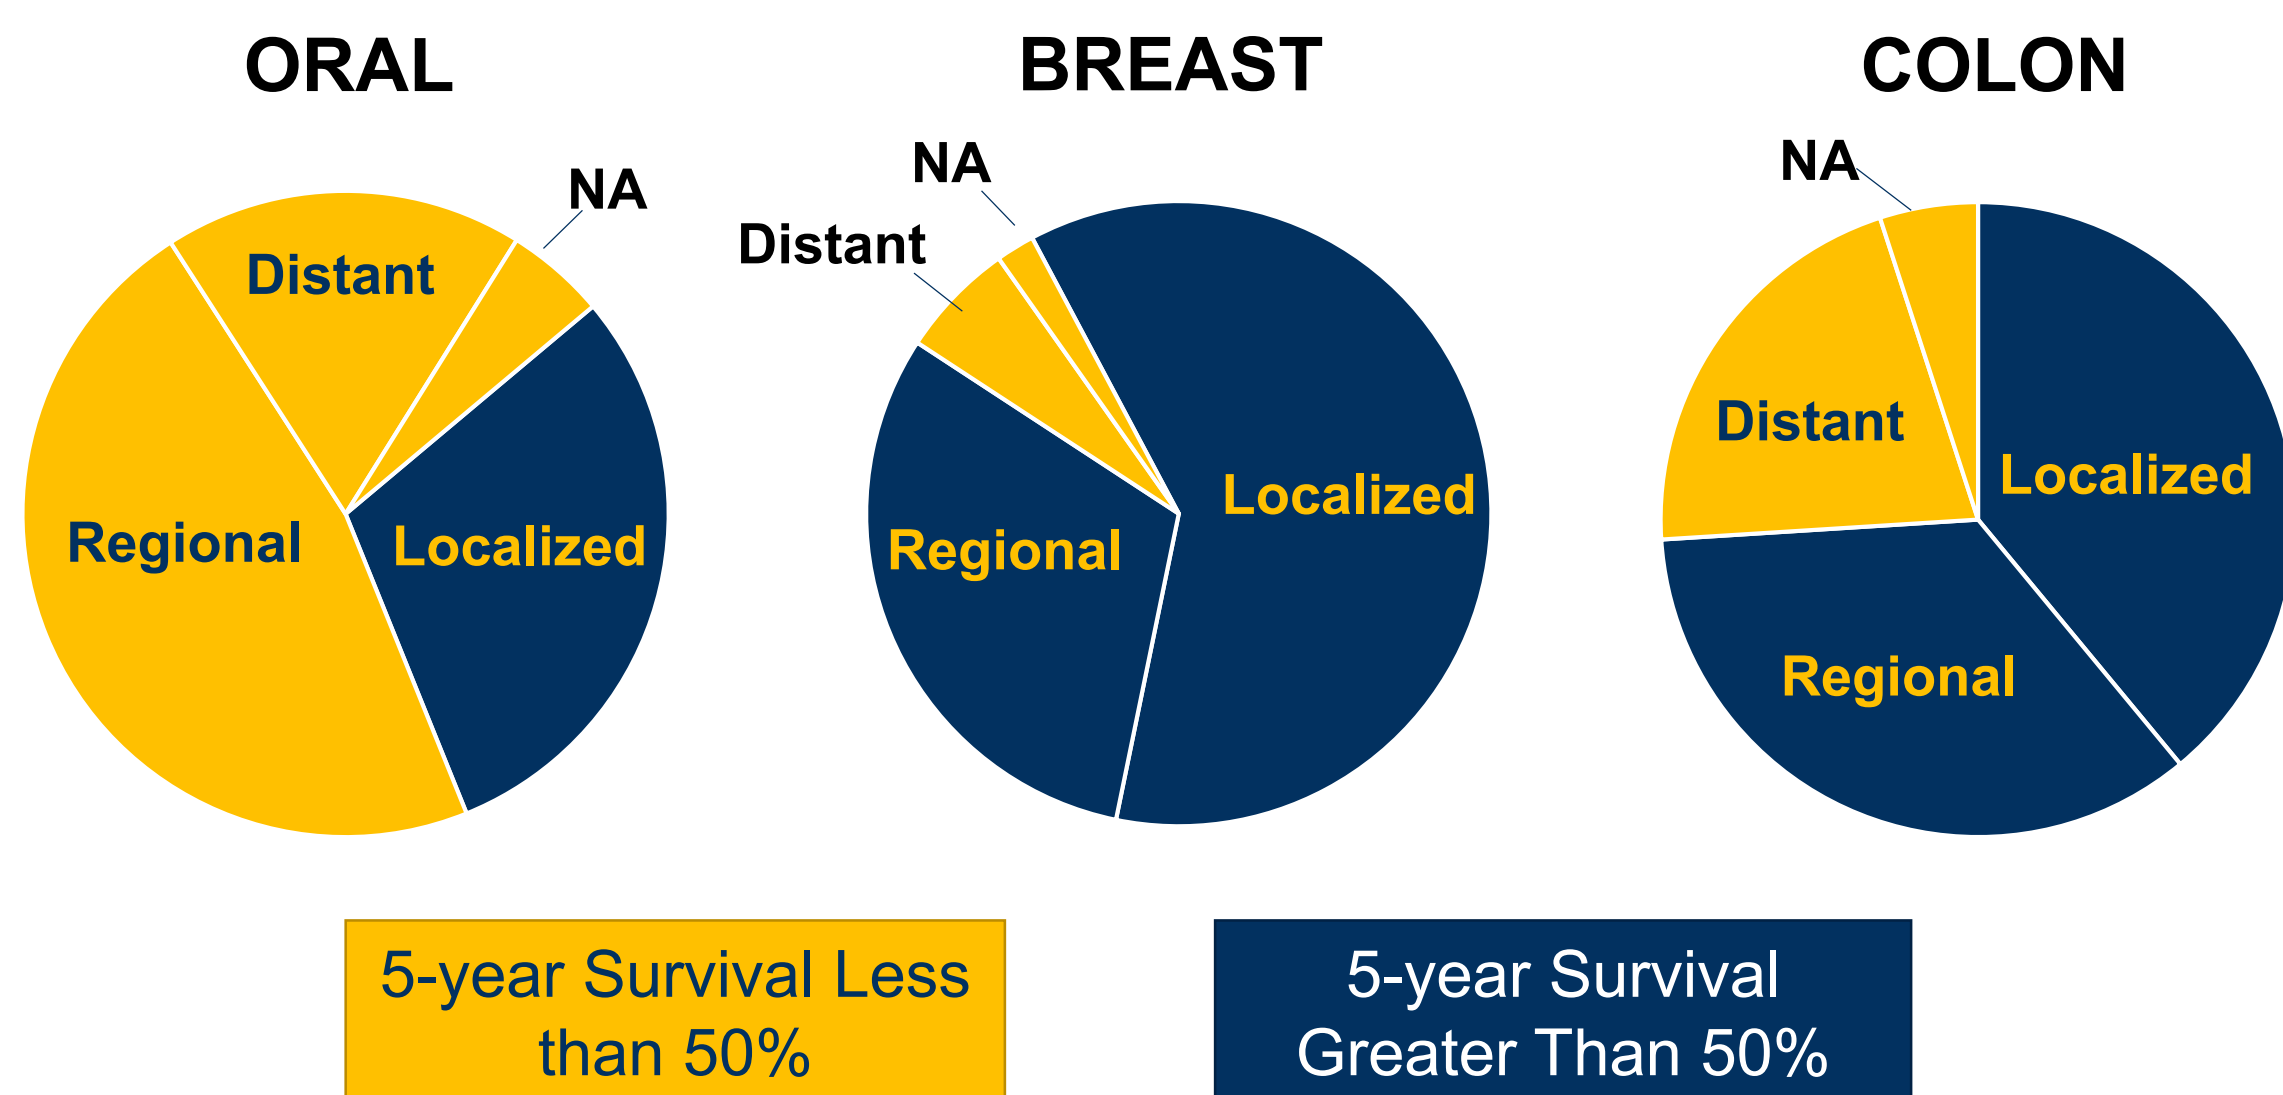 ORAL
NA
Distant
Regional
Localized
BREAST
NA
Distant
Localized
Regional
COLON
NA
Distant
Localized
Regional
5-year Survival Less
than 50%
5-year Survival
Greater Than 50%